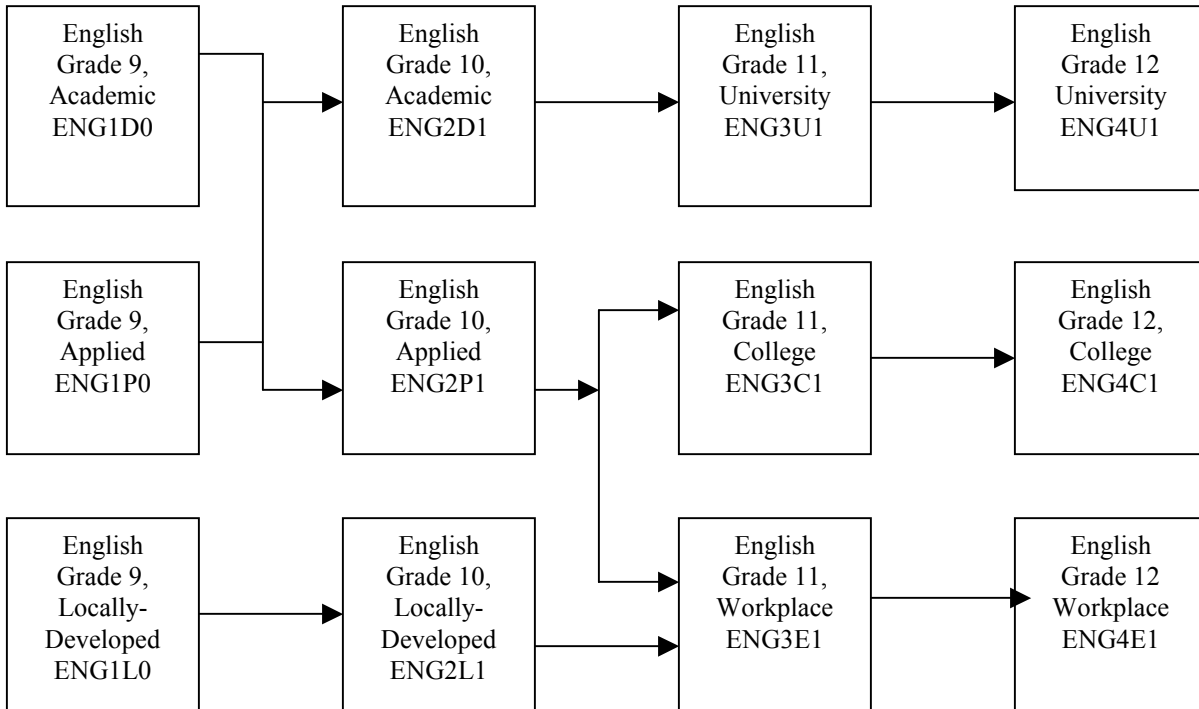 English
Grade 9,
Academic
ENG1D0
English
Grade 10,
Academic
ENG2D1
English
Grade 11,
University
ENG3U1
English
Grade 12
University
ENG4U1
English
Grade 9,
Applied
ENG1P0
English
Grade 10,
Applied
ENG2P1
English
Grade 11,
College
ENG3C1
English
Grade 12,
College
ENG4C1
English
Grade 9,
Locally-
Developed
ENG1L0
English
Grade 10,
Locally-
Developed
ENG2L1
English
Grade 11,
Workplace
ENG3E1
English
Grade 12
Workplace
ENG4E1